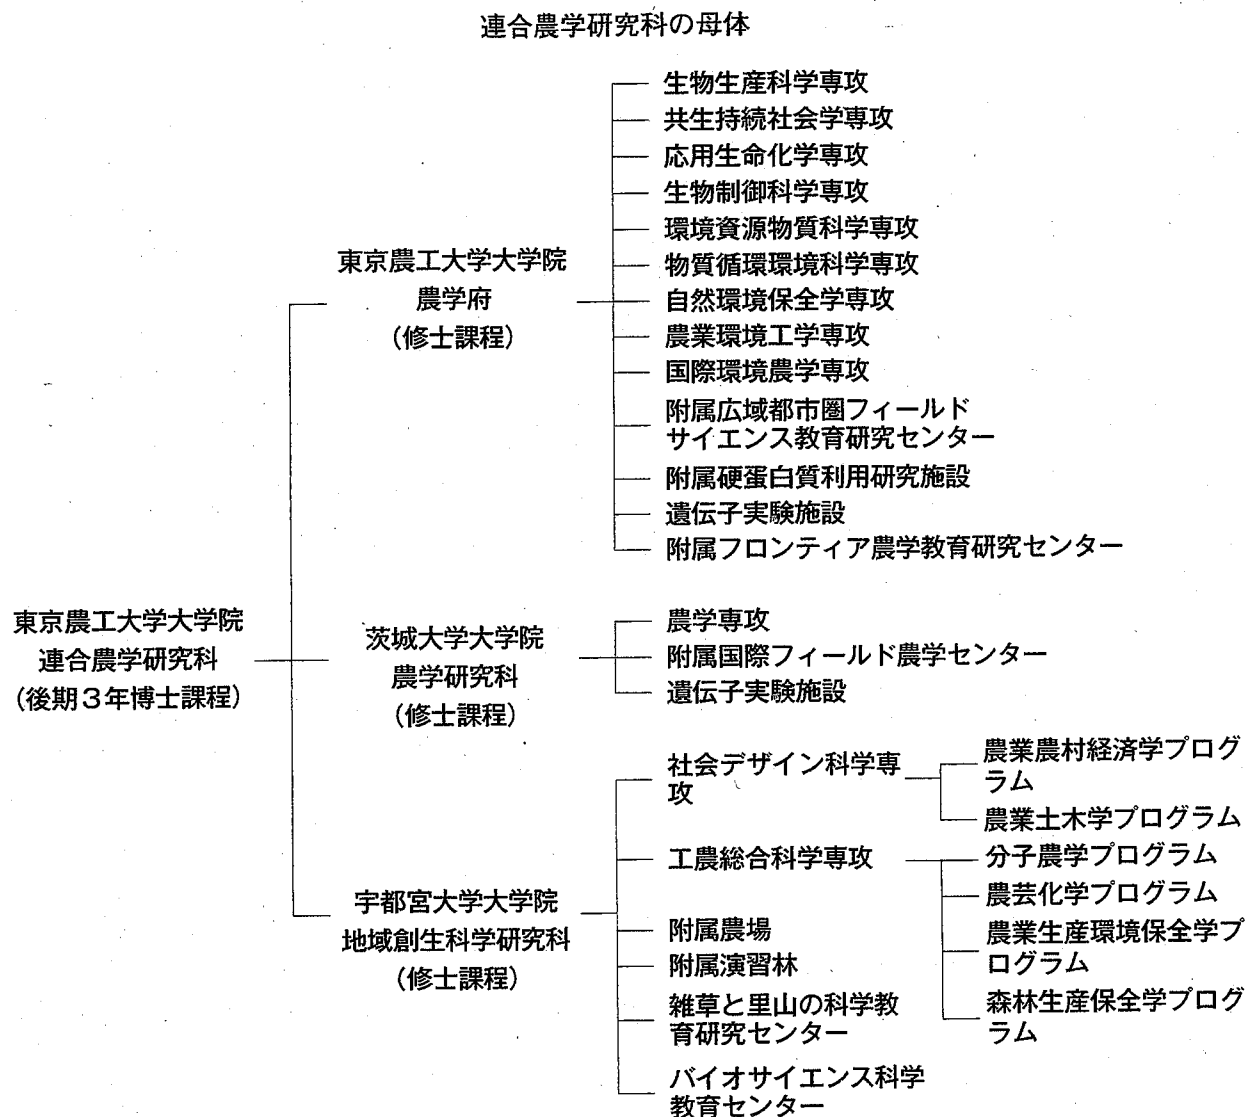 連合農学研究科の母体
東京農工大学大学院
連合農学研究科
(後期3年博士課程)
東京農工大学大学院
農学府
(修士課程)
生物生産科学専攻
共生持続社会学専攻
応用生命化学専攻
生物制御科学専攻
環境資源物質科学専攻
物質循環環境科学専攻
自然環境保全学専攻
農業環境工学専攻
国際環境農学専攻
附属広域都市圏フィールド
サイエンス教育研究センター
附属硬蛋白質利用研究施設
遺伝子実験施設
附属フロンティア農学教育研究センター
茨城大学大学院
農学研究科
(修士課程)
農学専攻
附属国際フィールド農学センター
遺伝子実験施設
宇都宮大学大学院
地域創生科学研究科
(修士課程)
社会デザイン科学専
攻
農業農村経済学プログ
ラム
農業土木学プログラム
工農総合科学専攻
分子農学プログラム
農芸化学プログラム
農業生産環境保全学プ
ログラム
森林生産保全学プログ
ラム
附属農場
附属演習林
雑草と里山の科学教
育研究センター
バイオサイエンス科学
教育センター